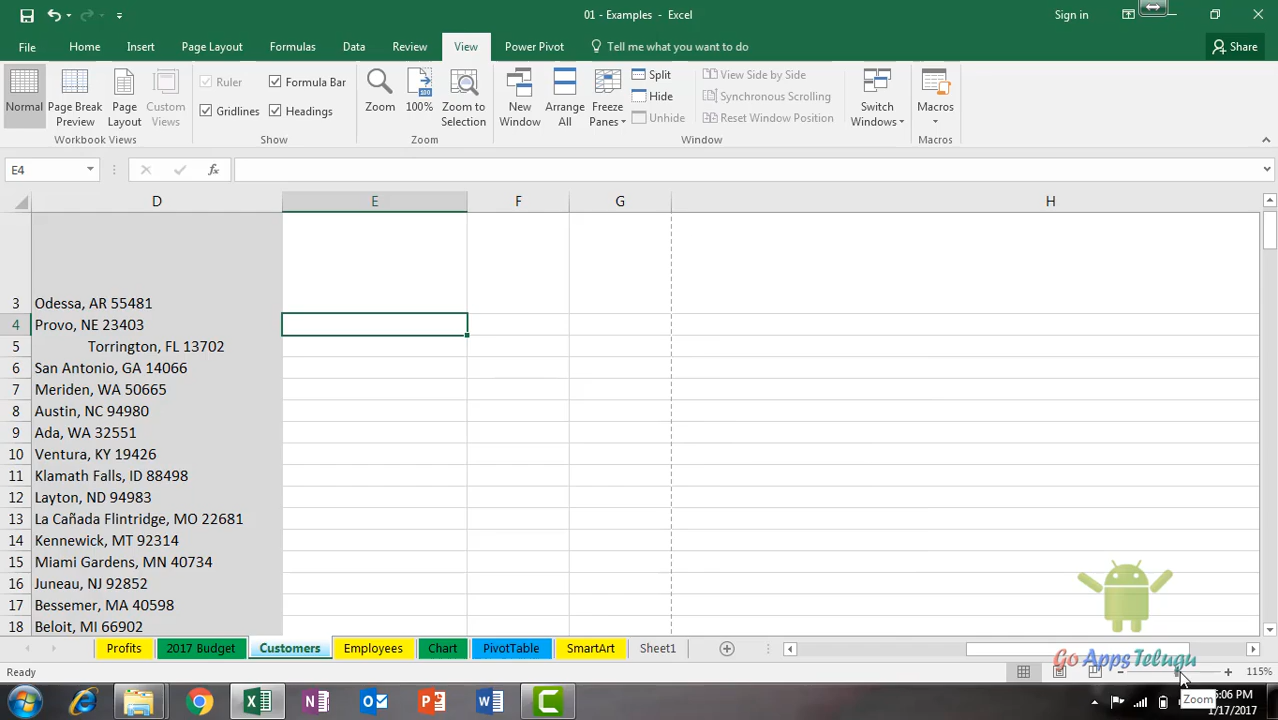 01 - Examples - Excel
Sign in
File Home Insert Page Layout Formulas Data Review View Power Pivot Tell me what you want to do Share
Normal
Page Break Preview
Page Layout
Custom Views
Workbook Views
Ruler
Formula Bar
Gridlines
Headings
Show
Zoom
100%
Zoom to Selection
Zoom
New Window
Arrange All
Freeze Panes
Split
Hide
Unhide
View Side by Side
Synchronous Scrolling
Reset Window Position
Window
Switch Windows
Macros
Macros
E4
fx
D E F G H
3 Odessa, AR 55481
4 Provo, NE 23403
5 Torrington, FL 13702
6 San Antonio, GA 14066
7 Meriden, WA 50665
8 Austin, NC 94980
9 Ada, WA 32551
10 Ventura, KY 19426
11 Klamath Falls, ID 88498
12 Layton, ND 94983
13 La Cañada Flintridge, MO 22681
14 Kennewick, MT 92314
15 Miami Gardens, MN 40734
16 Juneau, NJ 92852
17 Bessemer, MA 40598
18 Beloit, MI 66902
Profits 2017 Budget Customers Employees Chart PivotTable SmartArt Sheet1
Go AppsTelugu
Ready
115%
Zoom
:06 PM
1/17/2017